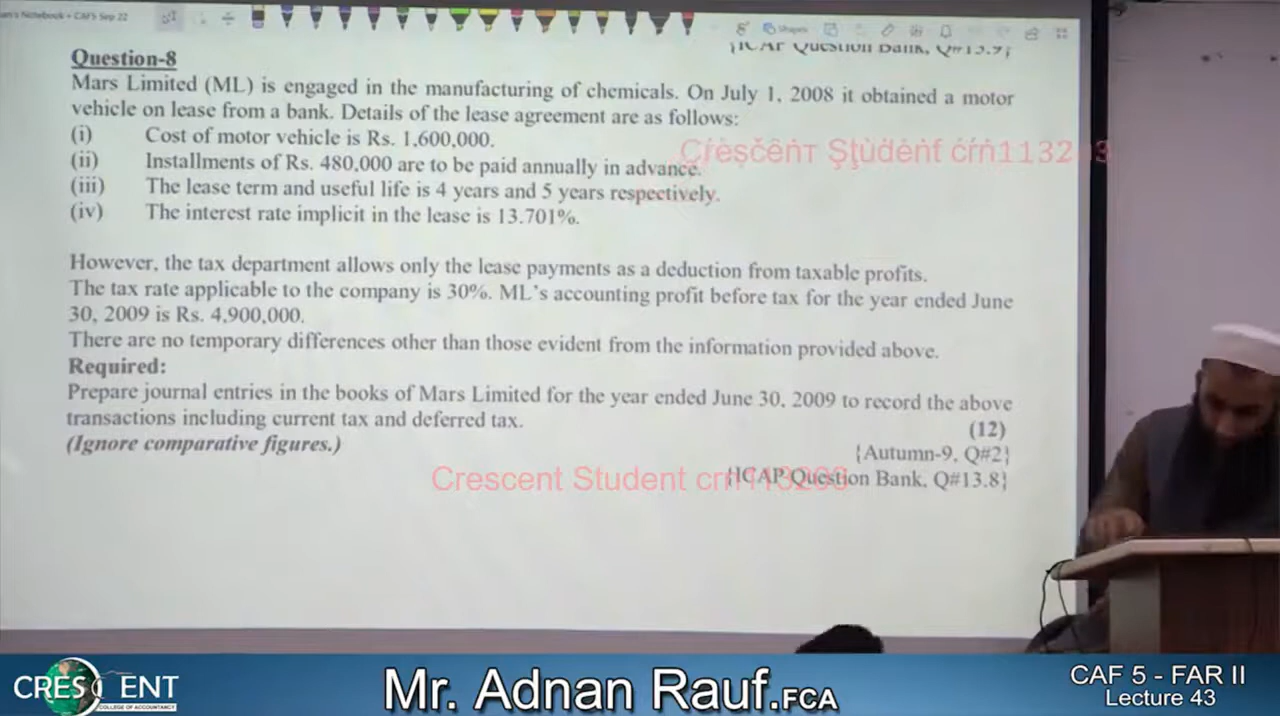 an's Notebook » CAF5 Sep 22
Shapes
{ICAP Question Bank, Q#13.7}
Question-8
Mars Limited (ML) is engaged in the manufacturing of chemicals. On July 1, 2008 it obtained a motor
vehicle on lease from a bank. Details of the lease agreement are as follows:
(i) Cost of motor vehicle is Rs. 1,600,000.
(ii) Installments of Rs. 480,000 are to be paid annually in advance.
(iii) The lease term and useful life is 4 years and 5 years respectively.
(iv) The interest rate implicit in the lease is 13.701%.
However, the tax department allows only the lease payments as a deduction from taxable profits.
The tax rate applicable to the company is 30%. ML's accounting profit before tax for the year ended June
30, 2009 is Rs. 4,900,000.
There are no temporary differences other than those evident from the information provided above.
Required:
Prepare journal entries in the books of Mars Limited for the year ended June 30, 2009 to record the above
transactions including current tax and deferred tax.
(12)
(Ignore comparative figures.)
{Autumn-9, Q#2}
{ICAP Question Bank, Q#13.8}
Crescent Student
CRESCENT
COLLEGE OF ACCOUNTANCY
Mr. Adnan Rauf.FCA
CAF 5 - FAR II
Lecture 43